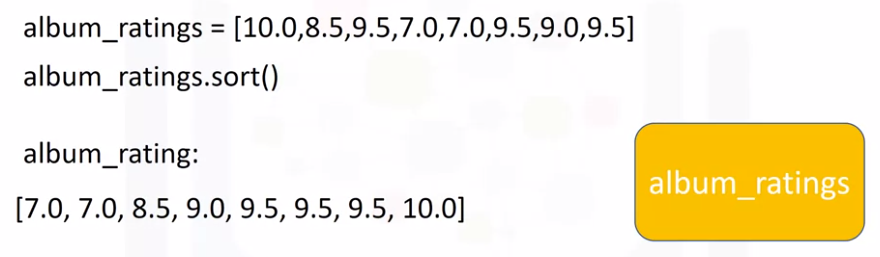 album_ratings = [10.0,8.5,9.5,7.0,7.0,9.5,9.0,9.5]
album_ratings.sort()
album_rating:
album_ratings
[7.0, 7.0, 8.5, 9.0, 9.5, 9.5, 9.5, 10.0]